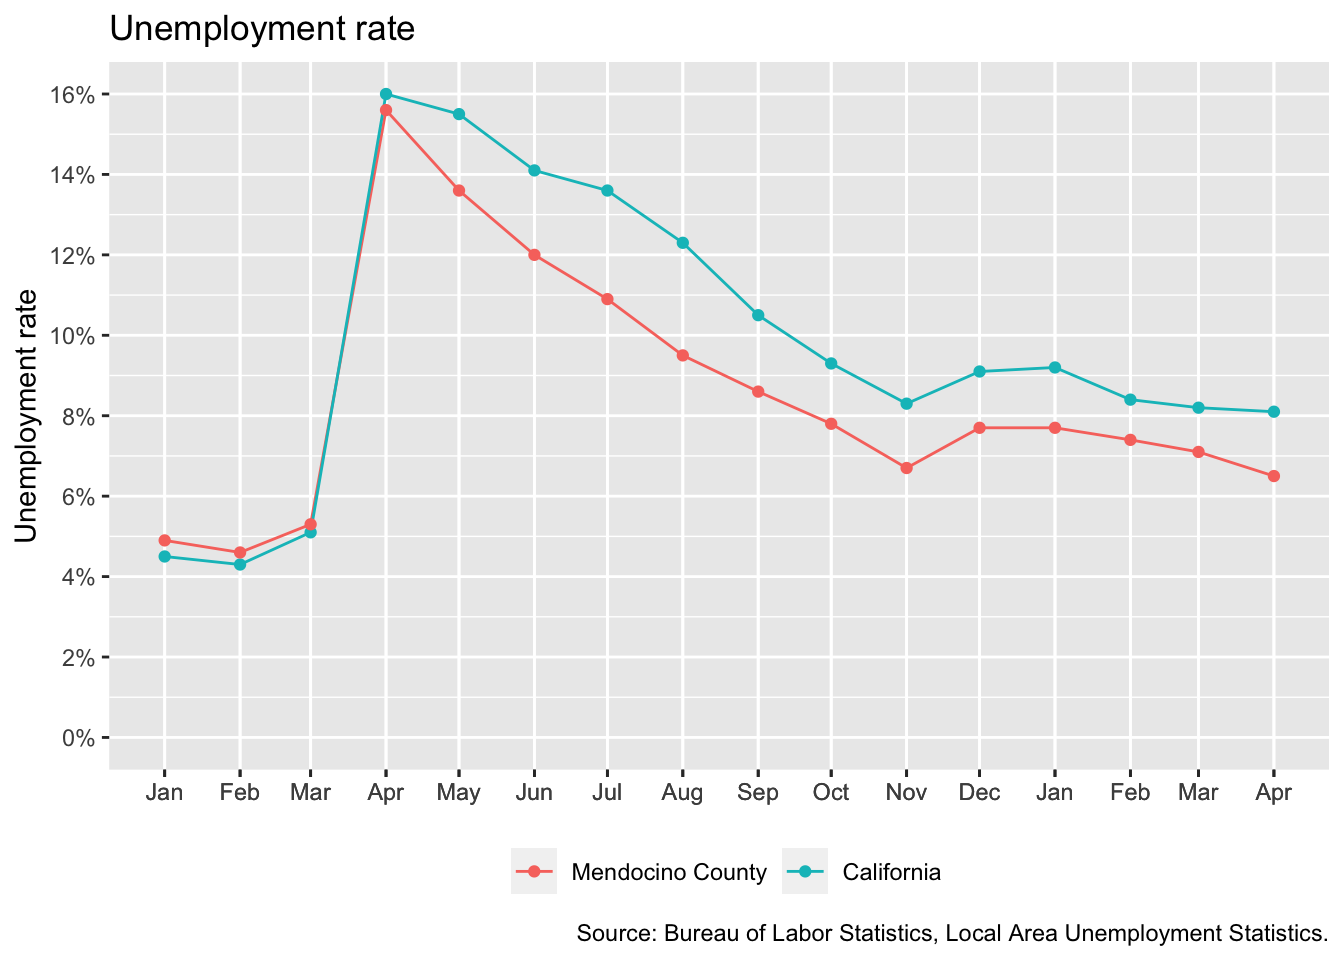 Unemployment rate
Unemployment rate
16%
14%
12%
10%
8%
6%
4%
2%
0%
Jan Feb Mar Apr May Jun Jul Aug Sep Oct Nov Dec Jan Feb Mar Apr
Mendocino County California
Source: Bureau of Labor Statistics, Local Area Unemployment Statistics.